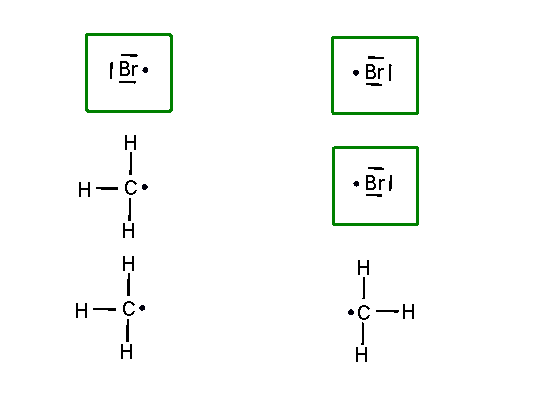 |Br• •Br|
H
H—C• •Br|
H
H
H—C• H
•C—H
H H